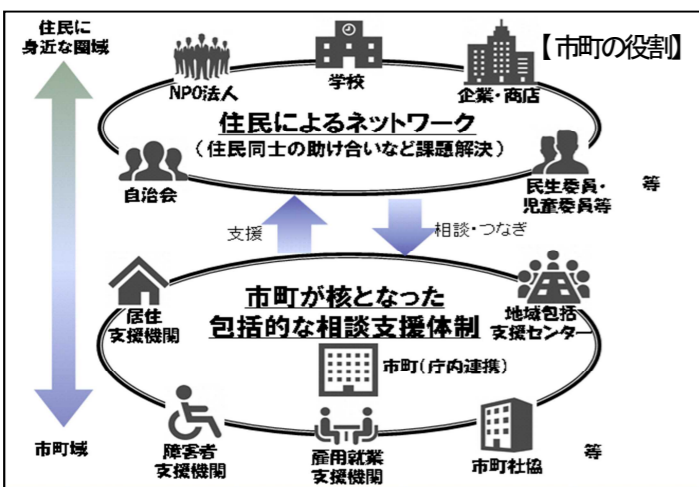 住民に
身近な圏域
【 市町の役割】
NPO法人
学校
企業・商店
住民によるネットワーク
（住民同士の助け合いなど課題解決）
自治会
民生委員・
児童委員等
等
支援
相談・つなぎ
居住
支援機関
市町が核となった
包括的な相談支援体制
地域包括
支援センター
市町（庁内連携）
市町域
障害者
支援機関
雇用就業
支援機関
市町社協
等